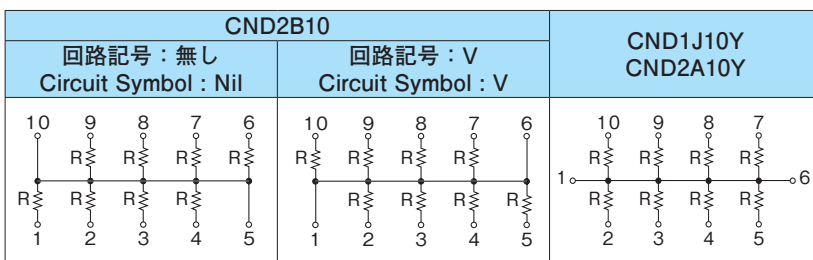 CND2B10
回路記号：無し
Circuit Symbol : Nil
回路記号：V
Circuit Symbol : V
CND1J10Y
CND2A10Y
10 9 8 7 6
R R R R
R R R R
1 2 3 4 5
10 9 8 7 6
R R R R
R R R R
1 2 3 4 5
10 9 8 7
R R R R
1 6
R R R R
2 3 4 5